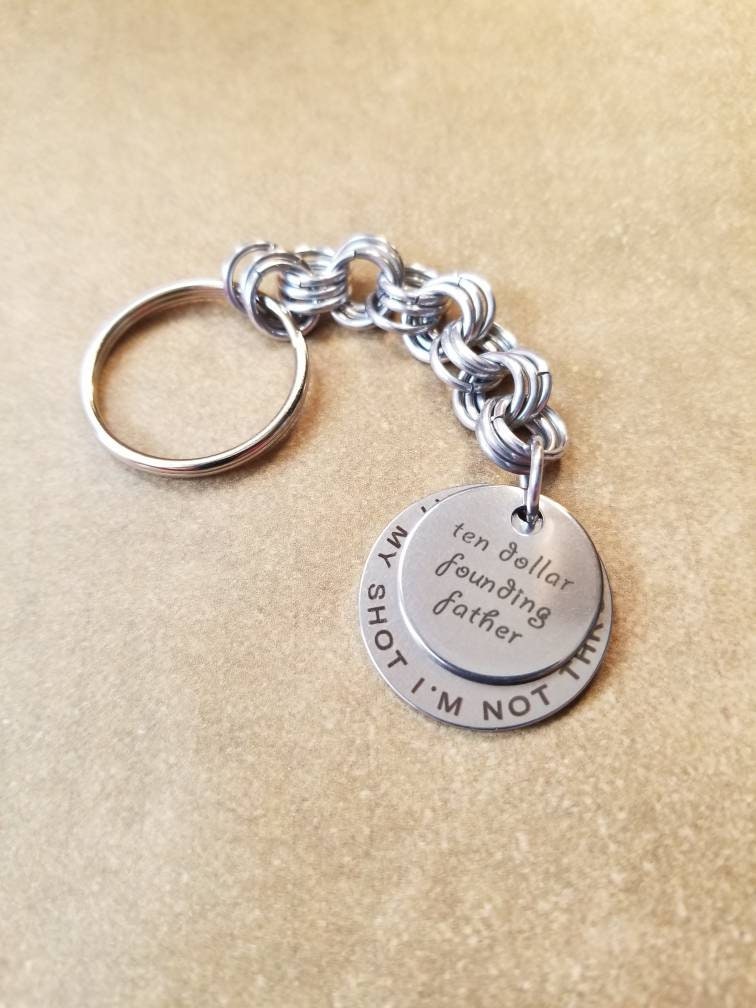 ten dollar
founding
father
MY SHOT I'M NOT